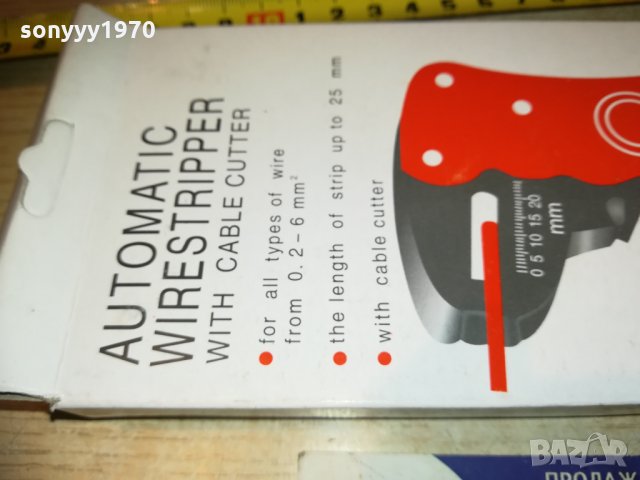 sonyyy1970
AUTOMATIC
WIRESTRIPPER
WITH CABLE CUTTER
for all types of wire
from 0.2-6 mm²
the length of strip up to 25 mm
with cable cutter
0 5 10 15 20
mm
BAZAR
ПРОДАЖ